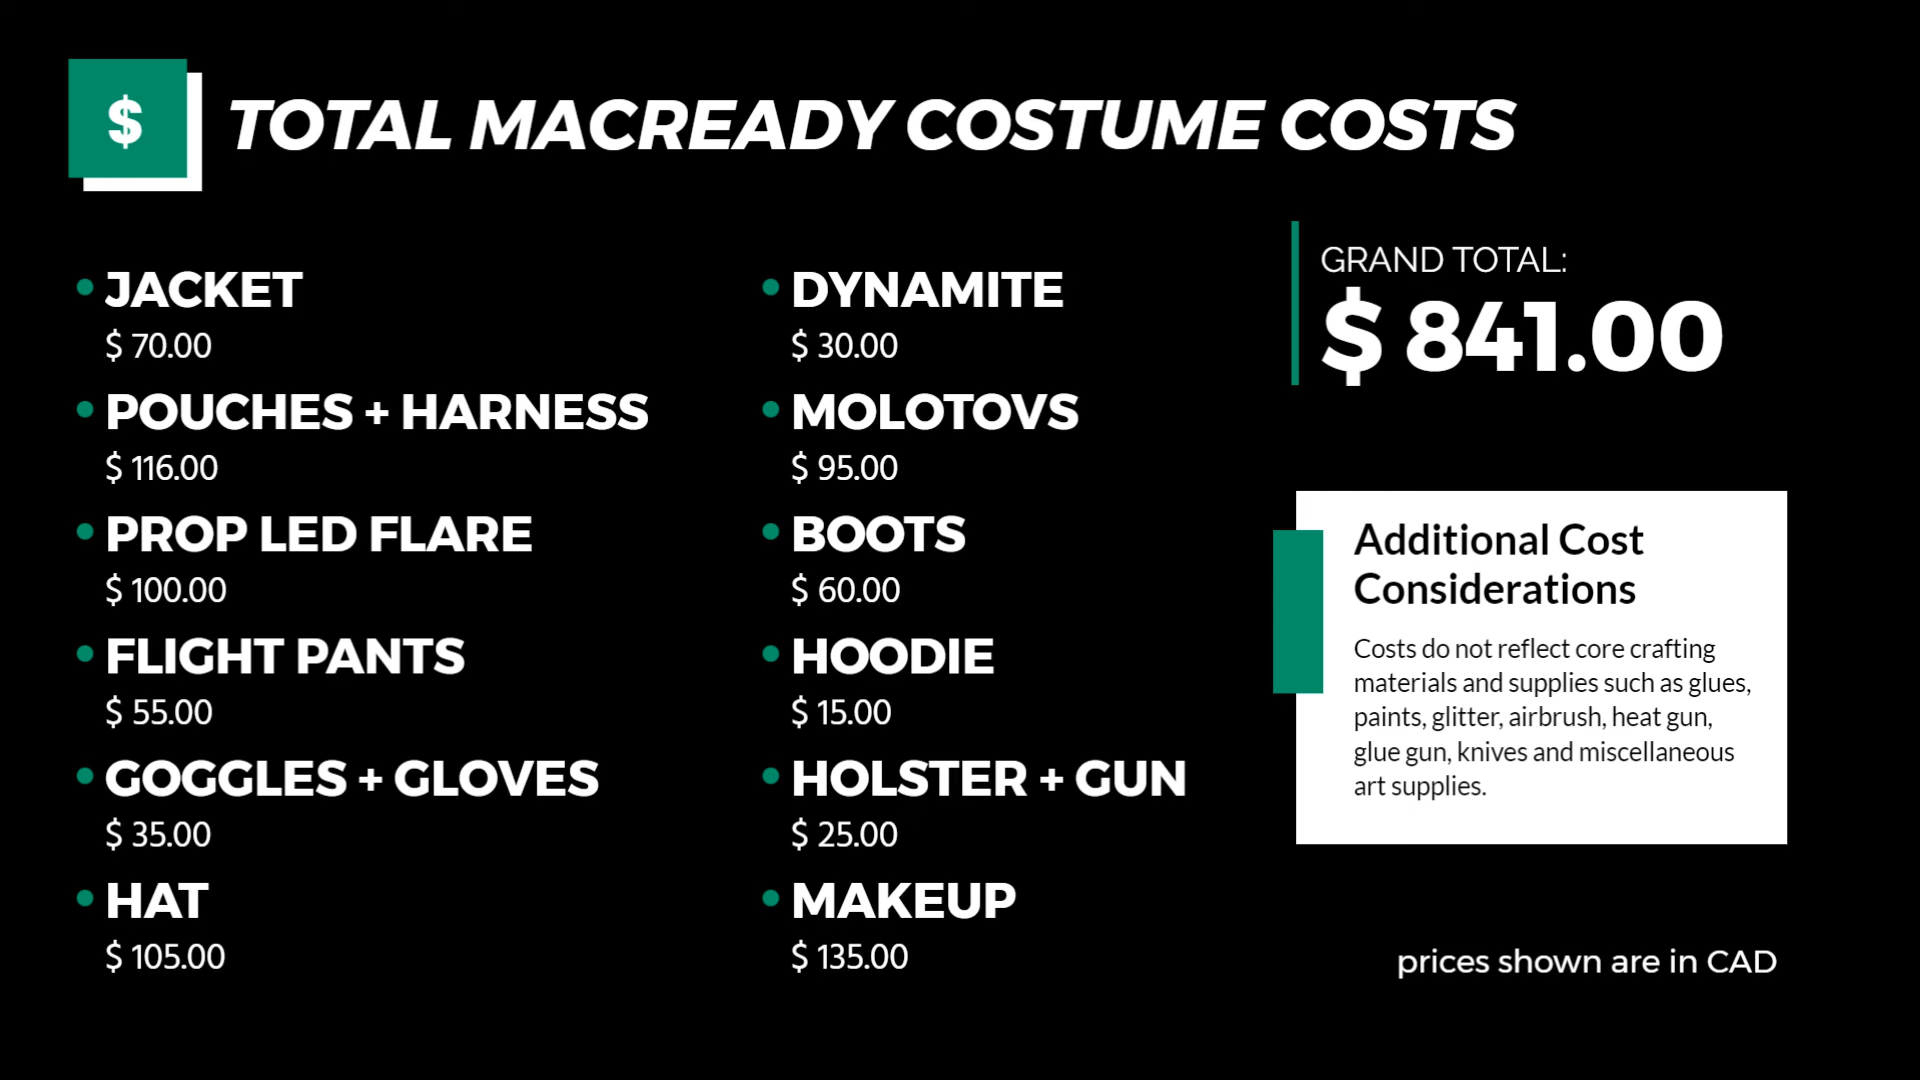 $
TOTAL MACREADY COSTUME COSTS
• JACKET
$ 70.00
• POUCHES + HARNESS
$ 116.00
• PROP LED FLARE
$ 100.00
• FLIGHT PANTS
$ 55.00
• GOGGLES + GLOVES
$ 35.00
• HAT
$ 105.00
• DYNAMITE
$ 30.00
• MOLOTOVS
$ 95.00
• BOOTS
$ 60.00
• HOODIE
$ 15.00
• HOLSTER + GUN
$ 25.00
• MAKEUP
$ 135.00
GRAND TOTAL:
$ 841.00
Additional Cost
Considerations
Costs do not reflect core crafting
materials and supplies such as glues,
paints, glitter, airbrush, heat gun,
glue gun, knives and miscellaneous
art supplies.
prices shown are in CAD